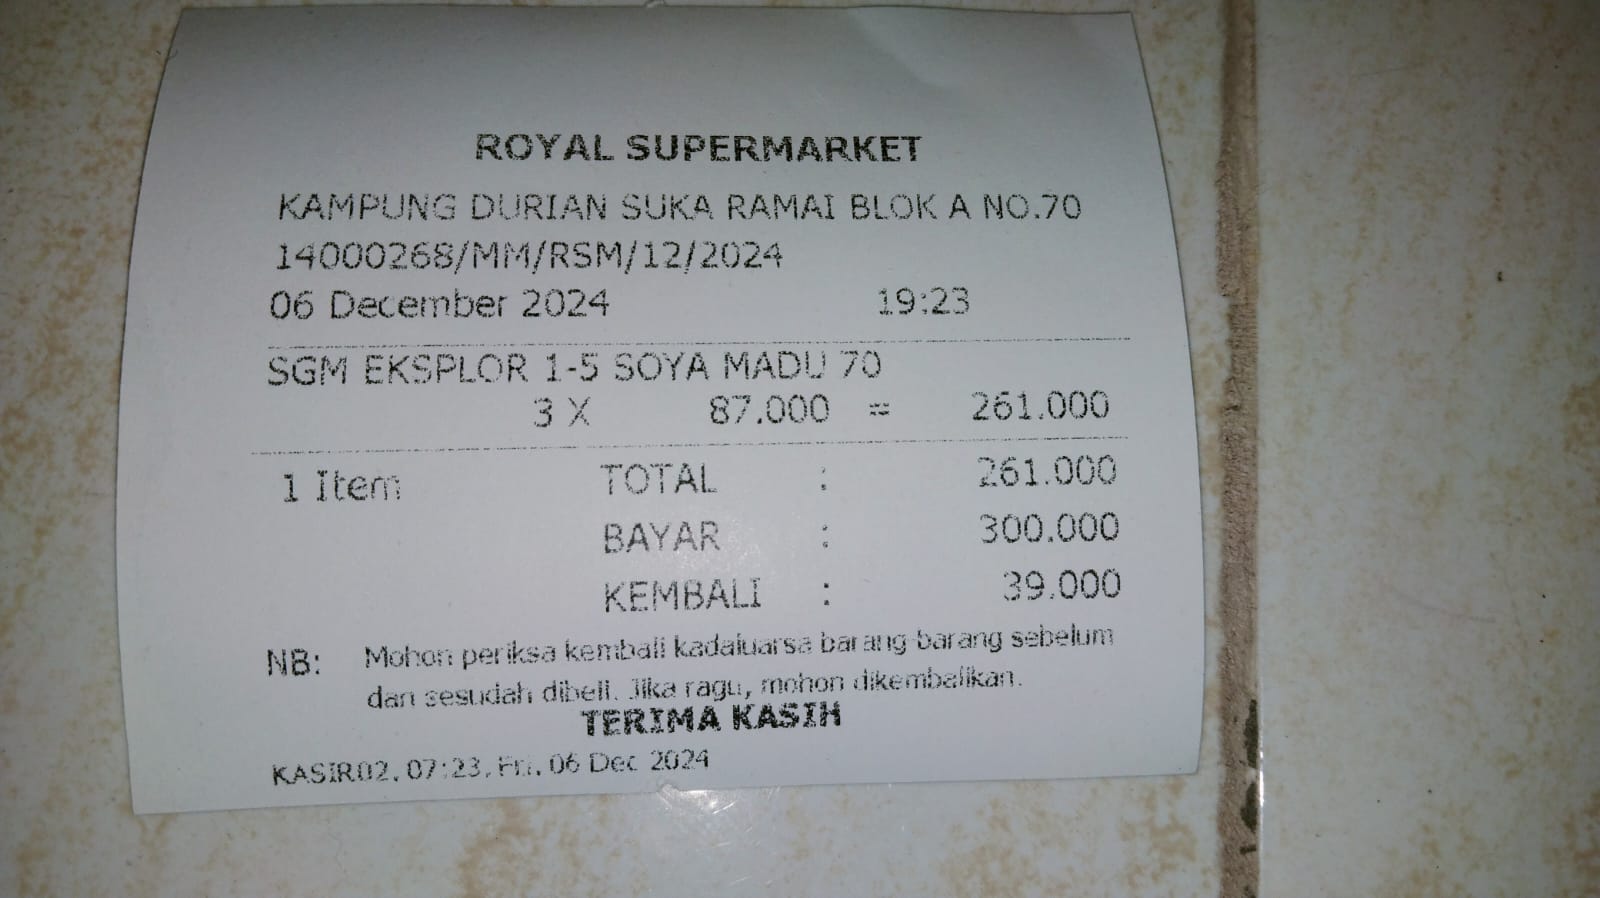 ROYAL SUPERMARKET
KAMPUNG DURIAN SUKA RAMAI BLOK A NO.70
14000268/MM/RSM/12/2024
06 December 2024 19:23
SGM EKSPLOR 1-5 SOYA MADU 70
3 X 87.000 = 261.000
1 Item TOTAL : 261.000
BAYAR : 300.000
KEMBALI : 39.000
NB: Mohon periksa kembali kadaluarsa barang-barang sebelum
dan sesudah dibeli. Jika ragu, mohon dikembalikan.
TERIMA KASIH
KASIR02, 07:23, Fri, 06 Dec 2024